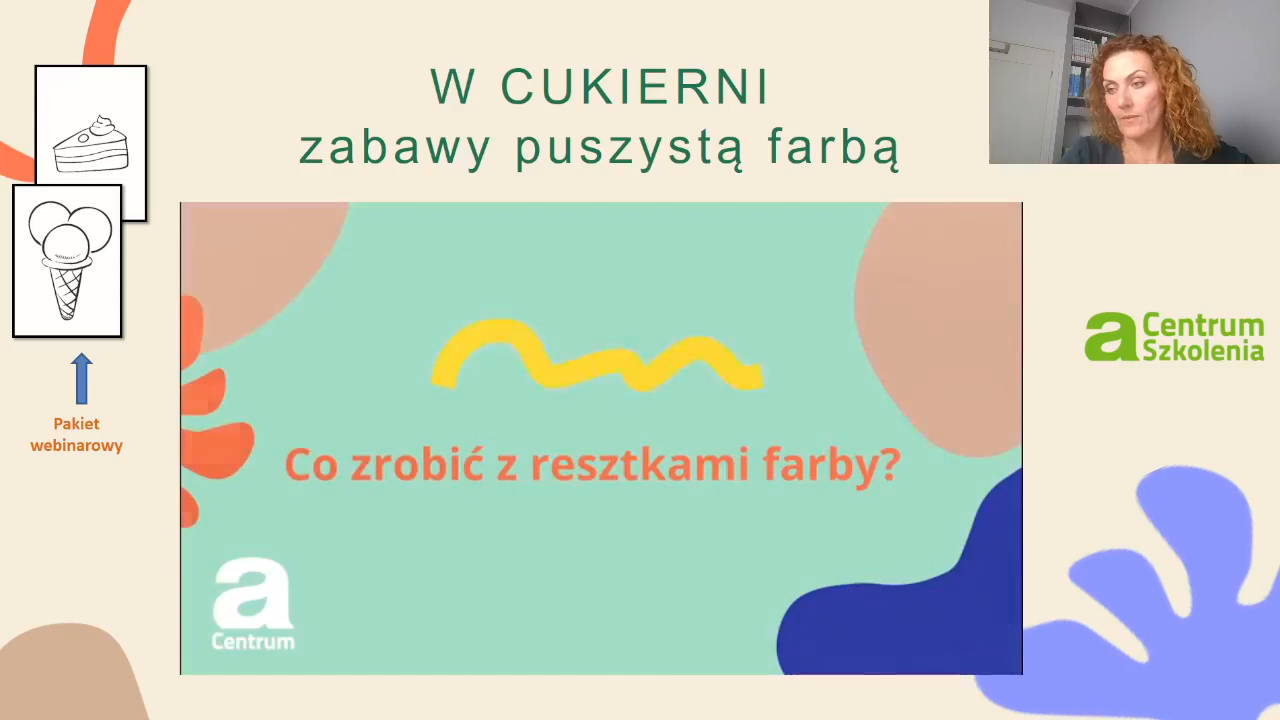 W CUKIERNI
zabawy puszystą farbą
Co zrobić z resztkami farby?
a Centrum
Szkolenia
Pakiet
webinarowy
a
Centrum